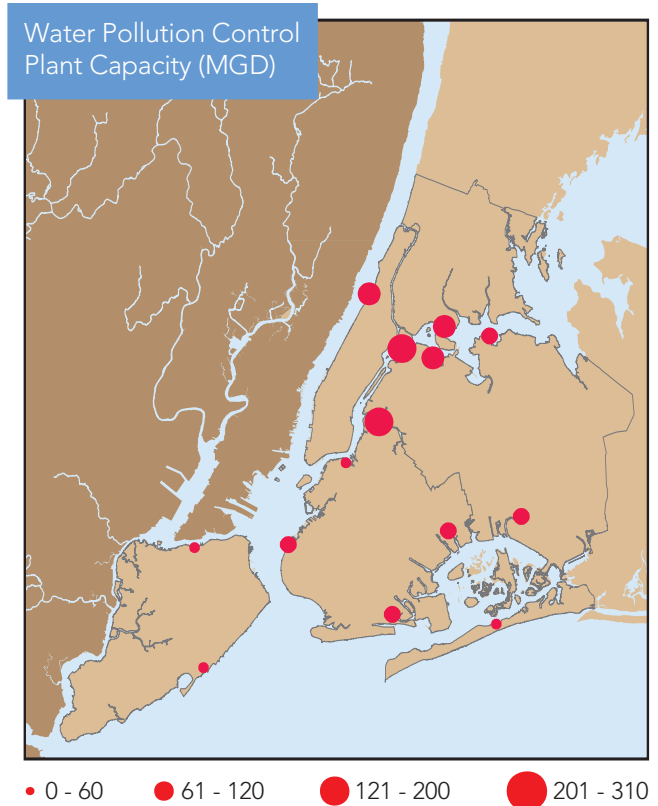 Water Pollution Control
Plant Capacity (MGD)
0 - 60
61 - 120
121 - 200
201 - 310